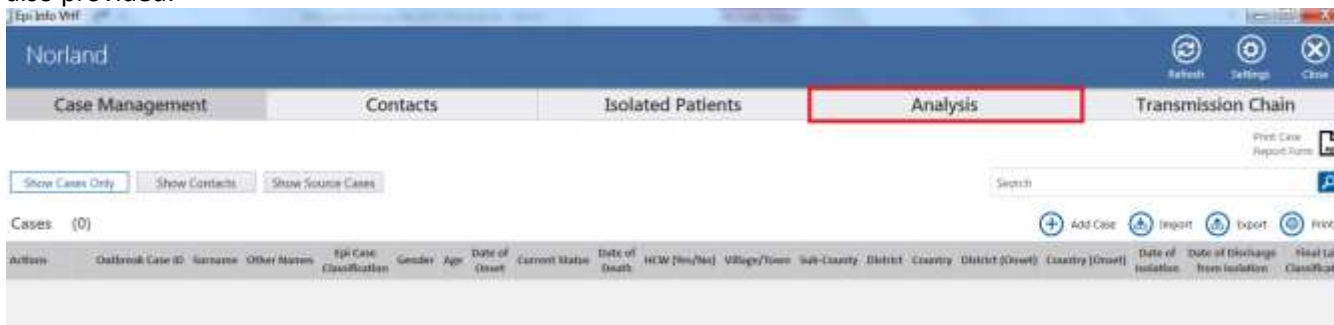 also provided.
Epi Info VHF
Norland
Refresh Settings Close
Case Management Contacts Isolated Patients Analysis Transmission Chain
Print Case
Report Form
Show Cases Only Show Contacts Show Source Cases Search
Cases (0) Add Case Import Export Print
Actions Outbreak Case ID Surname Other Names Epi Case Classification Gender Age Date of Onset Current Status Date of Death HCW (Yes/No) Village/Town Sub-County District Country District (Onset) Country (Onset) Date of Isolation Date of Discharge from Isolation Final